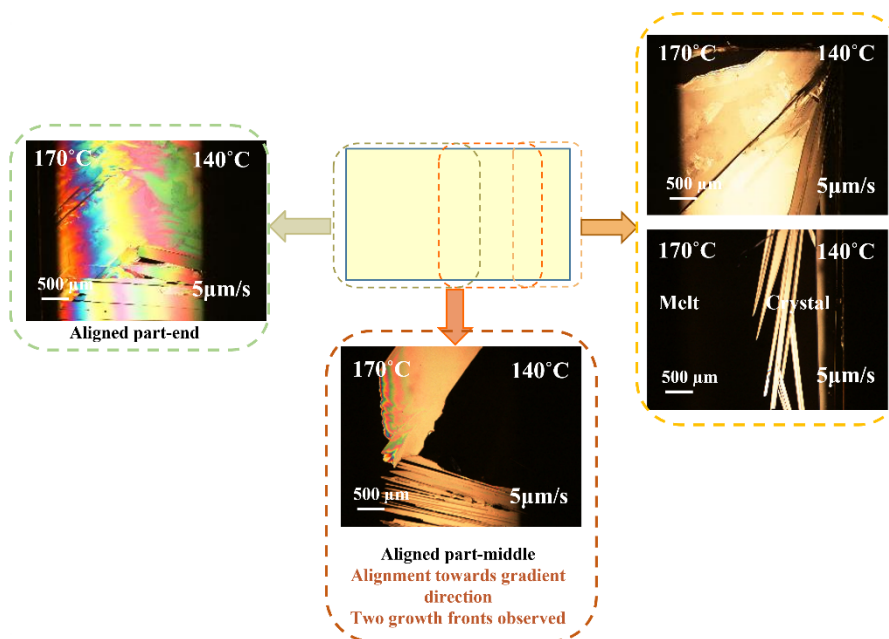 170˚C 140˚C
500 µm
5µm/s
Aligned part-end
170˚C 140˚C
500 µm
5µm/s
Aligned part-middle
Alignment towards gradient
direction
Two growth fronts observed
170˚C 140˚C
500 µm
5µm/s
170˚C 140˚C
Melt Crystal
500 µm
5µm/s